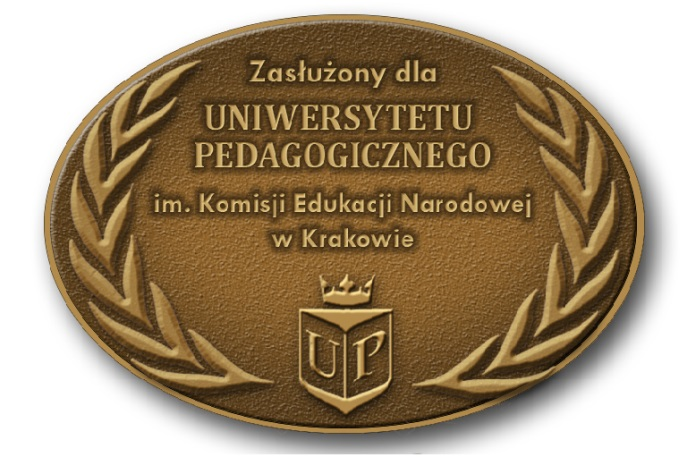 Zasłużony dla
UNIWERSYTETU
PEDAGOGICZNEGO
im. Komisji Edukacji Narodowej
w Krakowie
UP